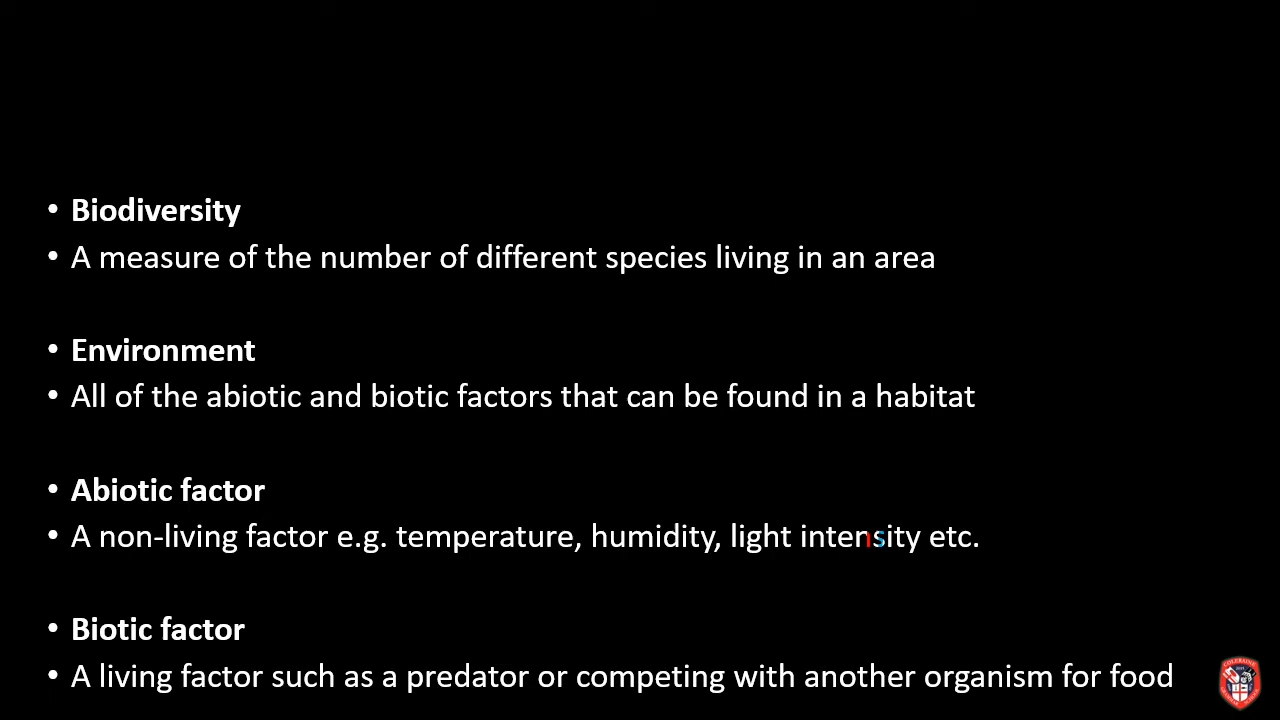 • Biodiversity
• A measure of the number of different species living in an area
• Environment
• All of the abiotic and biotic factors that can be found in a habitat
• Abiotic factor
• A non-living factor e.g. temperature, humidity, light intensity etc.
• Biotic factor
• A living factor such as a predator or competing with another organism for food
COLERAINE